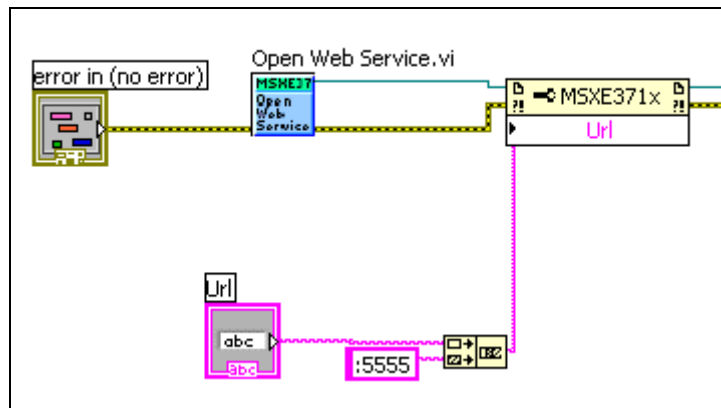 Open Web Service.vi
error in (no error)
MSXE37
Open
Web
Service
MSXE371x
Url
Url
abc
abc
:5555